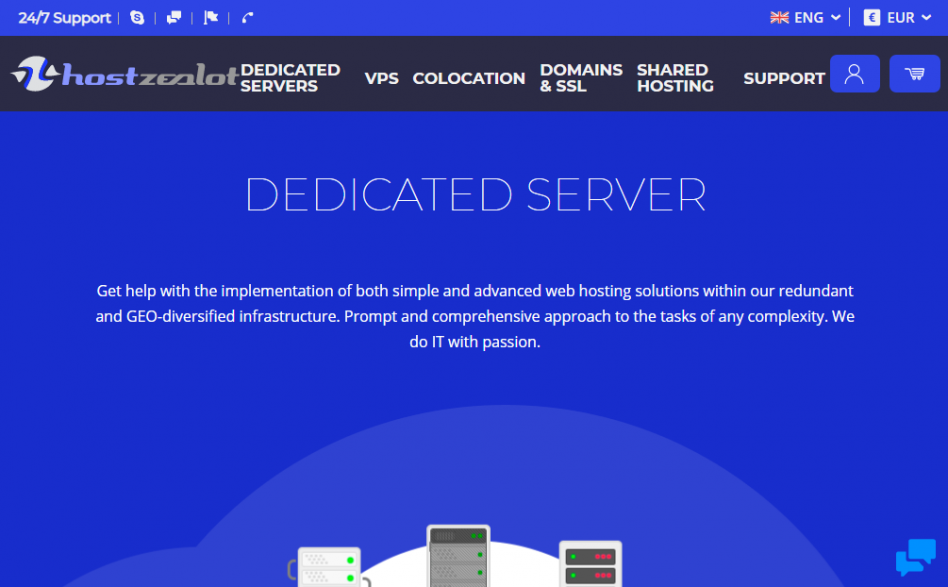 24/7 Support
ENG
€ EUR
hostzealot
DEDICATED SERVERS
VPS
COLOCATION
DOMAINS & SSL
SHARED HOSTING
SUPPORT
DEDICATED SERVER
Get help with the implementation of both simple and advanced web hosting solutions within our redundant
and GEO-diversified infrastructure. Prompt and comprehensive approach to the tasks of any complexity. We
do IT with passion.